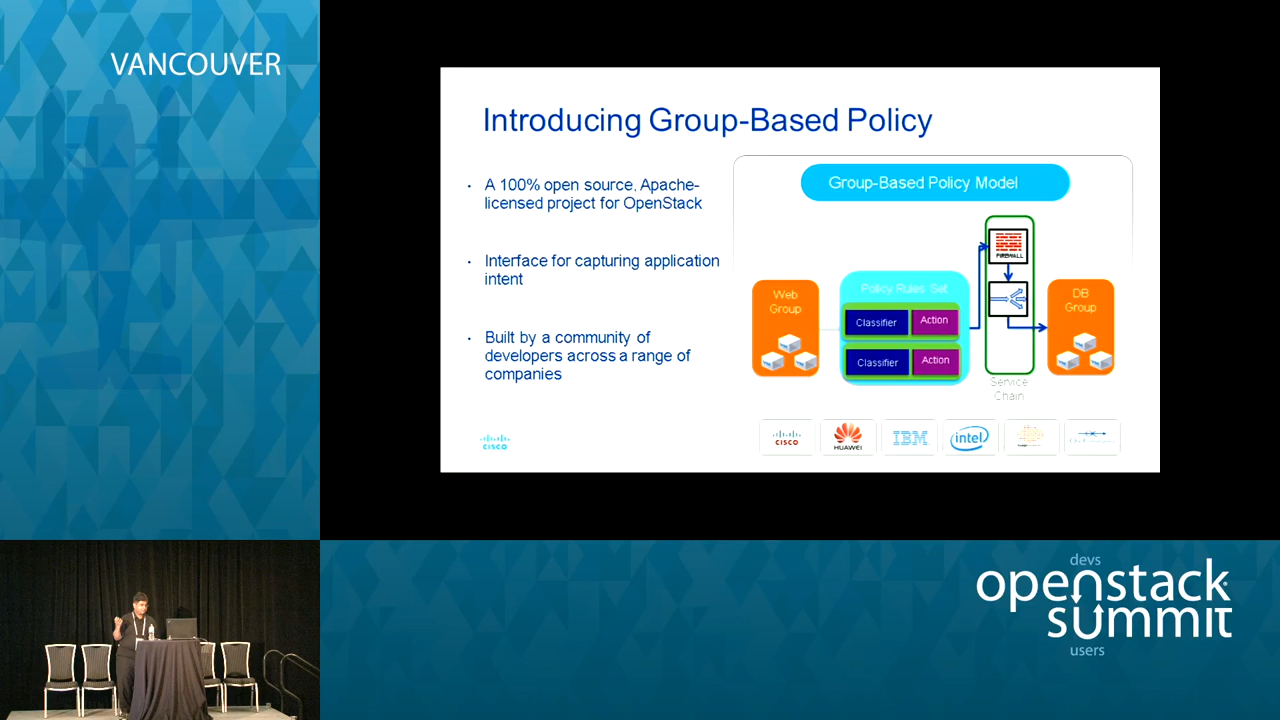 VANCOUVER
Introducing Group-Based Policy
• A 100% open source, Apache-
licensed project for OpenStack
• Interface for capturing application
intent
• Built by a community of
developers across a range of
companies
CISCO
Group-Based Policy Model
Web
Group
Policy Rules Set
Classifier
Action
Classifier
Action
FIREWALL
Service
Chain
DB
Group
CISCO
HUAWEI
IBM
intel
devs
openstack
summit
users